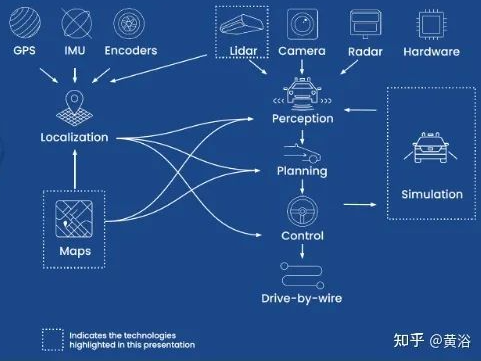 GPS
IMU
Encoders
Lidar
Camera
Radar
Hardware
Localization
Perception
Planning
Simulation
Maps
Control
Drive-by-wire
Indicates the technologies
highlighted in this presentation
知乎 @黄浴